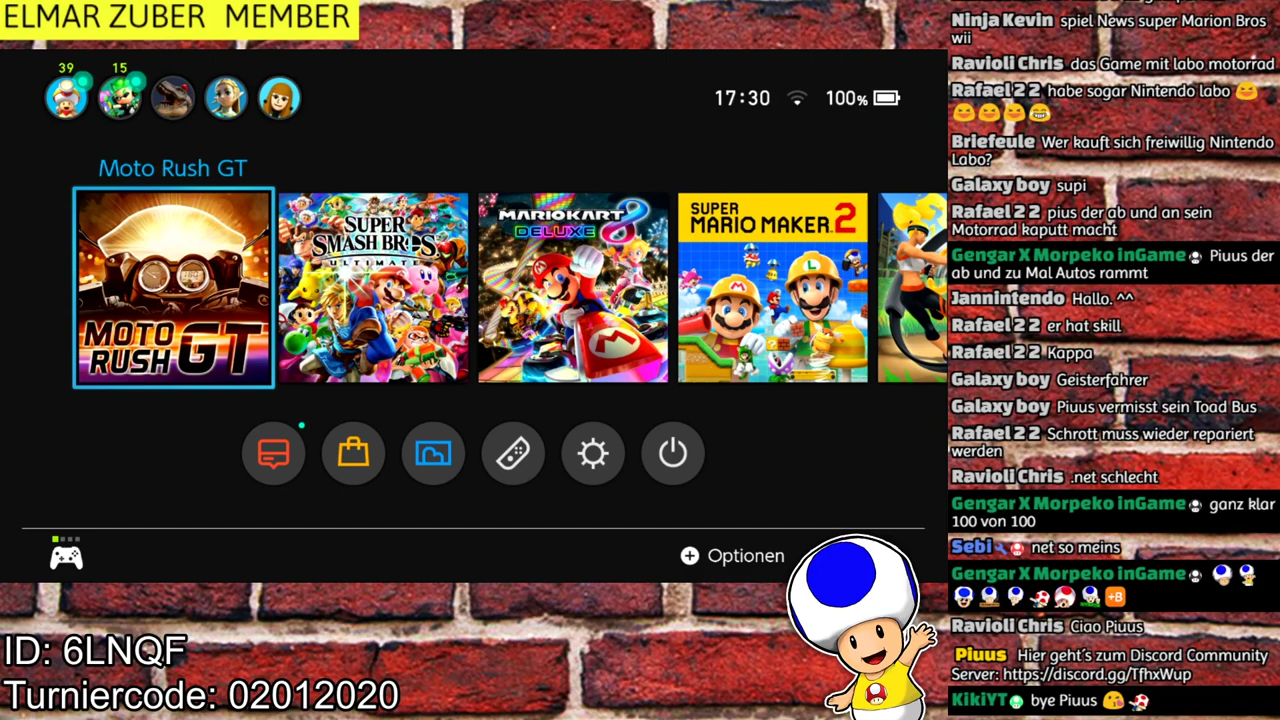 ELMAR ZUBER MEMBER
39
15
17:30
100%
Moto Rush GT
MOTO
RUSH GT
SUPER
SMASH BROS.
ULTIMATE
MARIOKART 8
DELUXE
SUPER
MARIO MAKER 2
Optionen
ID: 6LNQF
Turniercode: 02012020
Ninja Kevin spiel News super Marion Bros
wii
Ravioli Chris das Game mit labo motorrad
Rafael 2 2 habe sogar Nintendo labo 😆
😆😆😆😂
Briefeule Wer kauft sich freiwillig Nintendo
Labo?
Galaxy boy supi
Rafael 2 2 pius der ab und an sein
Motorrad kaputt macht
Gengar X Morpeko inGame Piuus der
ab und zu Mal Autos rammt
Jannintendo Hallo. ^^
Rafael 2 2 er hat skill
Rafael 2 2 Kappa
Galaxy boy Geisterfahrer
Galaxy boy Piuus vermisst sein Toad Bus
Rafael 2 2 Schrott muss wieder repariert
werden
Ravioli Chris .net schlecht
Gengar X Morpeko inGame ganz klar
100 von 100
Sebi net so meins
Gengar X Morpeko inGame
+B
Ravioli Chris Ciao Piuus
Piuus Hier geht´s zum Discord Community
Server: https://discord.gg/TfhxWup
KikiYT bye Piuus 😘